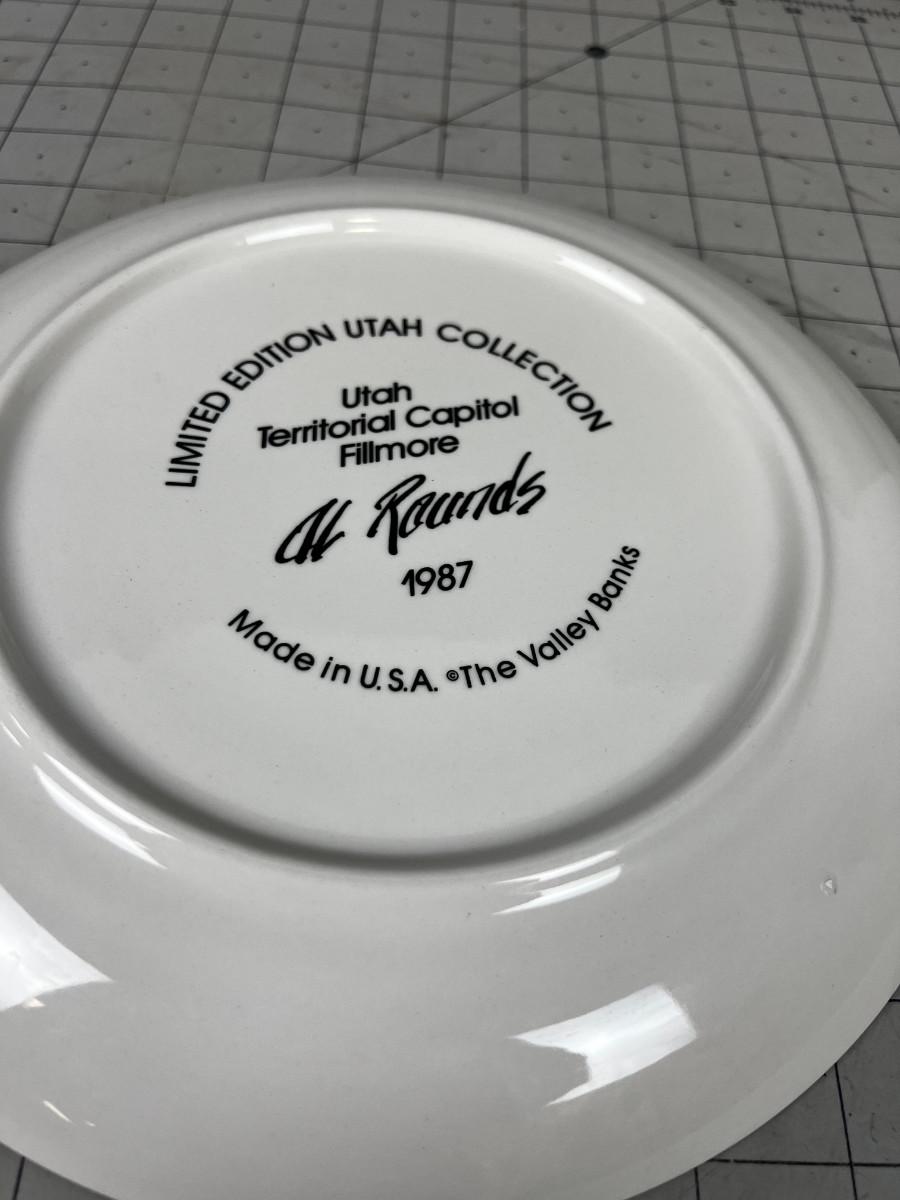 LIMITED EDITION UTAH COLLECTION
Utah
Territorial Capitol
Fillmore
Al Rounds
1987
Made in U.S.A. ©The Valley Banks